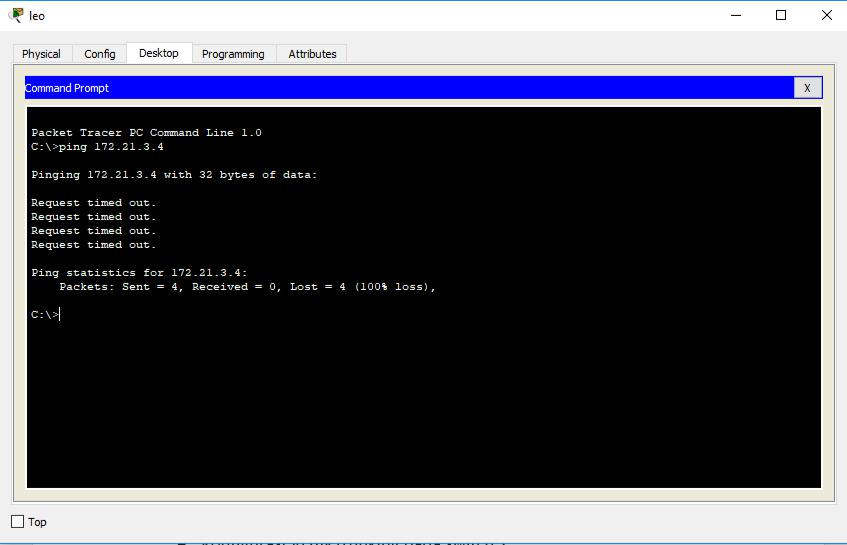 leo
Physical Config Desktop Programming Attributes
Command Prompt X
Packet Tracer PC Command Line 1.0
C:\>ping 172.21.3.4
Pinging 172.21.3.4 with 32 bytes of data:
Request timed out.
Request timed out.
Request timed out.
Request timed out.
Ping statistics for 172.21.3.4:
Packets: Sent = 4, Received = 0, Lost = 4 (100% loss),
C:\>
Top